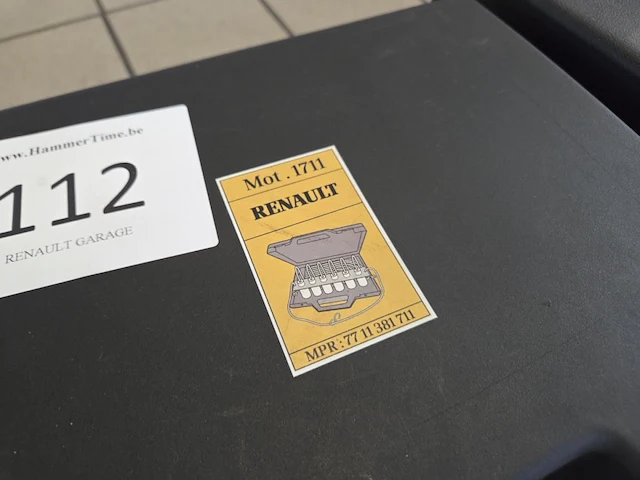 www.HammerTime.be
112
RENAULT GARAGE
Mot . 1711
RENAULT
MPR : 77 11 381 711